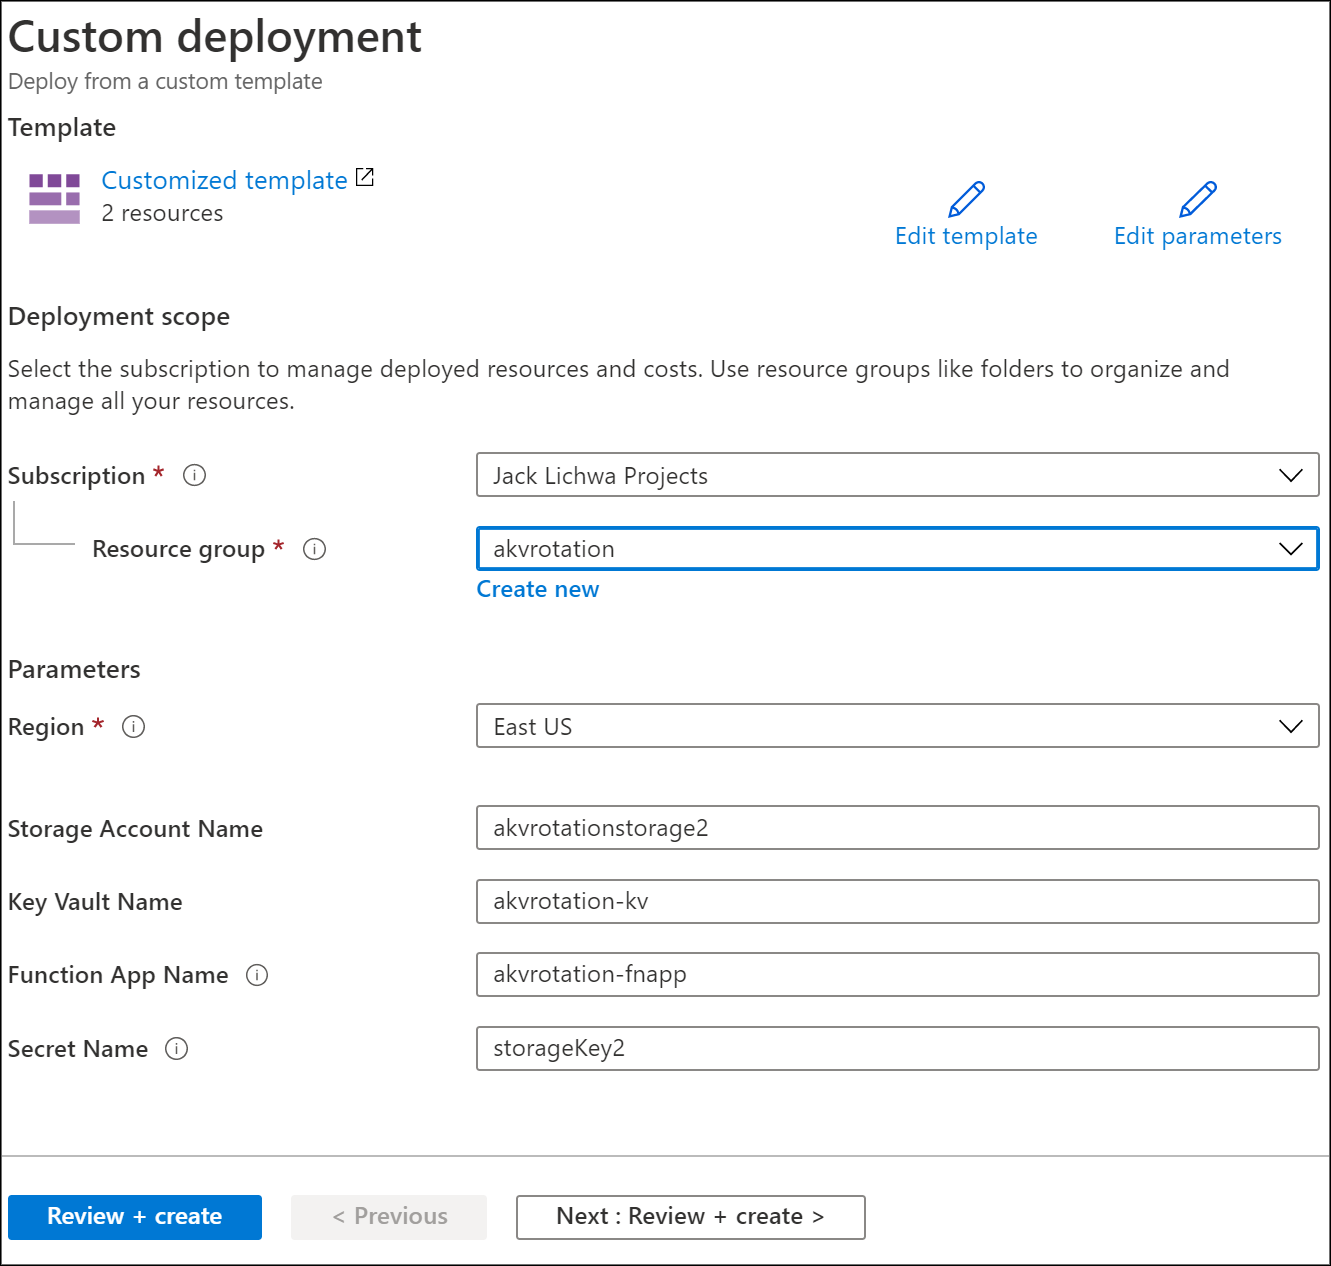 Custom deployment
Deploy from a custom template
Template
Customized template
2 resources
Edit template
Edit parameters
Deployment scope
Select the subscription to manage deployed resources and costs. Use resource groups like folders to organize and
manage all your resources.
Subscription * Jack Lichwa Projects
Resource group * akvrotation
Create new
Parameters
Region * East US
Storage Account Name akvrotationstorage2
Key Vault Name akvrotation-kv
Function App Name akvrotation-fnapp
Secret Name storageKey2
Review + create < Previous Next : Review + create >